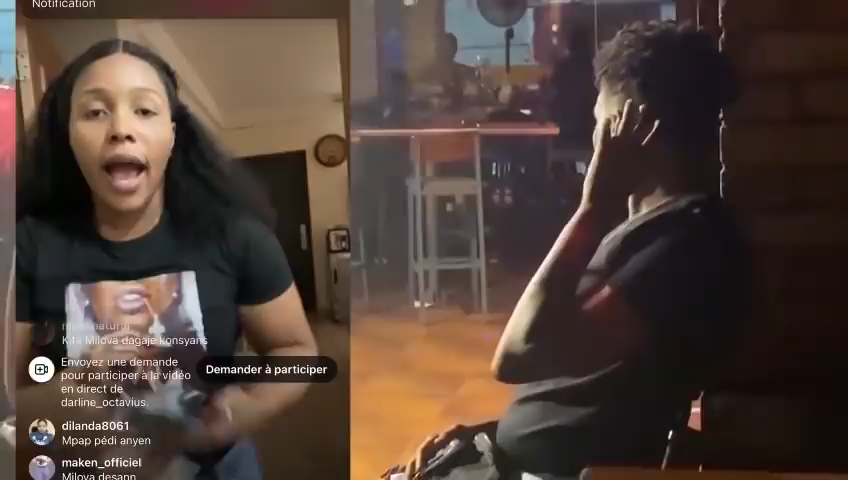 Notification
Kite Milova dagaje konsyans
Envoyez une demande
pour participer à la vidéo
en direct de
darline_octavius.
Demander à participer
dilanda8061
Mpap pédi anyen
maken_officiel
Milova desann